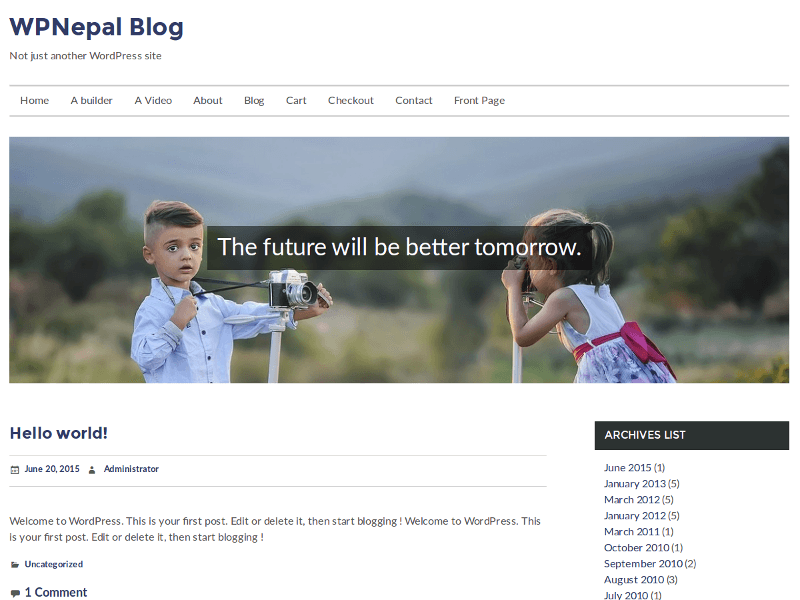 WPNepal Blog
Not just another WordPress site
Home A builder A Video About Blog Cart Checkout Contact Front Page
The future will be better tomorrow.
Hello world!
June 20, 2015 Administrator
Welcome to WordPress. This is your first post. Edit or delete it, then start blogging ! Welcome to WordPress. This
is your first post. Edit or delete it, then start blogging !
Uncategorized
1 Comment
ARCHIVES LIST
June 2015 (1)
January 2013 (5)
March 2012 (5)
January 2012 (5)
March 2011 (1)
October 2010 (1)
September 2010 (2)
August 2010 (3)
July 2010 (1)